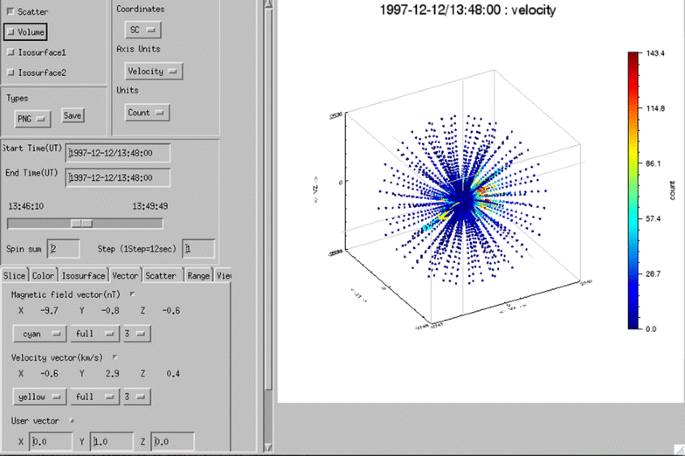 Scatter
Volume
Isosurface1
Isosurface2
Types
PNG
Save
Coordinates
SC
Axis Units
Velocity
Units
Count
Start Time(UT)
1997-12-12/13:48:00
End Time(UT)
1997-12-12/13:48:00
13:46:10
13:49:49
Spin sum 2 Step (1Step=12sec) 1
Slice Color Isosurface Vector Scatter Range Vie
Magnetic field vector(nT)
X -9.7 Y -0.8 Z -0.6
cyan full 3
Velocity vector(km/s)
X -0.6 Y 2.9 Z 0.4
yellow full 3
User vector
X 0.0 Y 1.0 Z 0.0
1997-12-12/13:48:00 : velocity
0
143.4
114.8
86.1
57.4
28.7
0.0
count